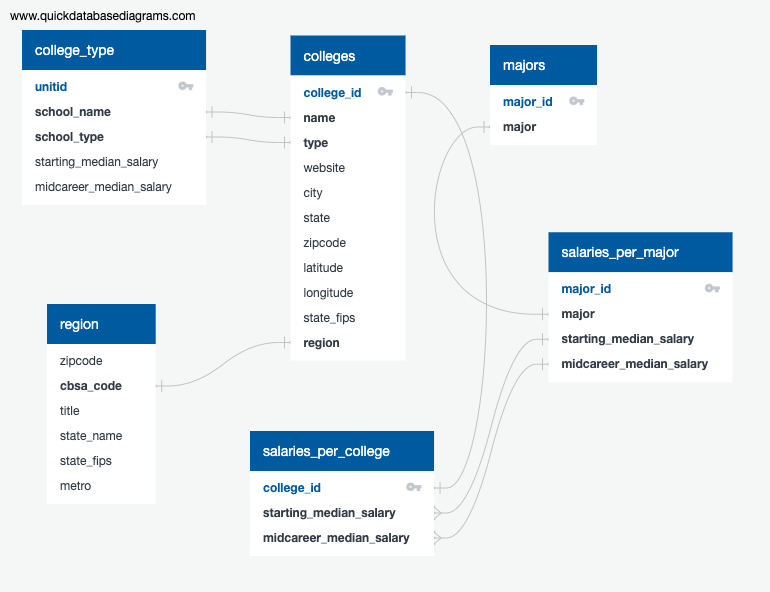 www.quickdatabasediagrams.com
college_type
unitid
school_name
school_type
starting_median_salary
midcareer_median_salary
colleges
college_id
name
type
website
city
state
zipcode
latitude
longitude
state_fips
region
majors
major_id
major
salaries_per_major
major_id
major
starting_median_salary
midcareer_median_salary
region
zipcode
cbsa_code
title
state_name
state_fips
metro
salaries_per_college
college_id
starting_median_salary
midcareer_median_salary